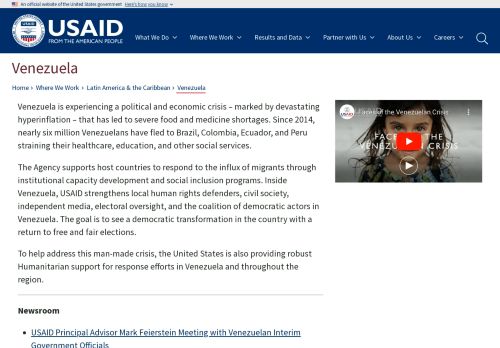 An official website of the United States government Here's how you know
USAID
FROM THE AMERICAN PEOPLE
What We Do
Where We Work
Results and Data
Partner with Us
About Us
Careers
Venezuela
Home › Where We Work › Latin America & the Caribbean › Venezuela
Venezuela is experiencing a political and economic crisis – marked by devastating
hyperinflation – that has led to severe food and medicine shortages. Since 2014,
nearly six million Venezuelans have fled to Brazil, Colombia, Ecuador, and Peru
straining their healthcare, education, and other social services.
The Agency supports host countries to respond to the influx of migrants through
institutional capacity development and social inclusion programs. Inside
Venezuela, USAID strengthens local human rights defenders, civil society,
independent media, electoral oversight, and the coalition of democratic actors in
Venezuela. The goal is to see a democratic transformation in the country with a
return to free and fair elections.
To help address this man-made crisis, the United States is also providing robust
Humanitarian support for response efforts in Venezuela and throughout the
region.
Newsroom
USAID Principal Advisor Mark Feierstein Meeting with Venezuelan Interim
Government Officials
Faces of the Venezuelan Crisis
FACES OF THE
VENEZUELAN CRISIS